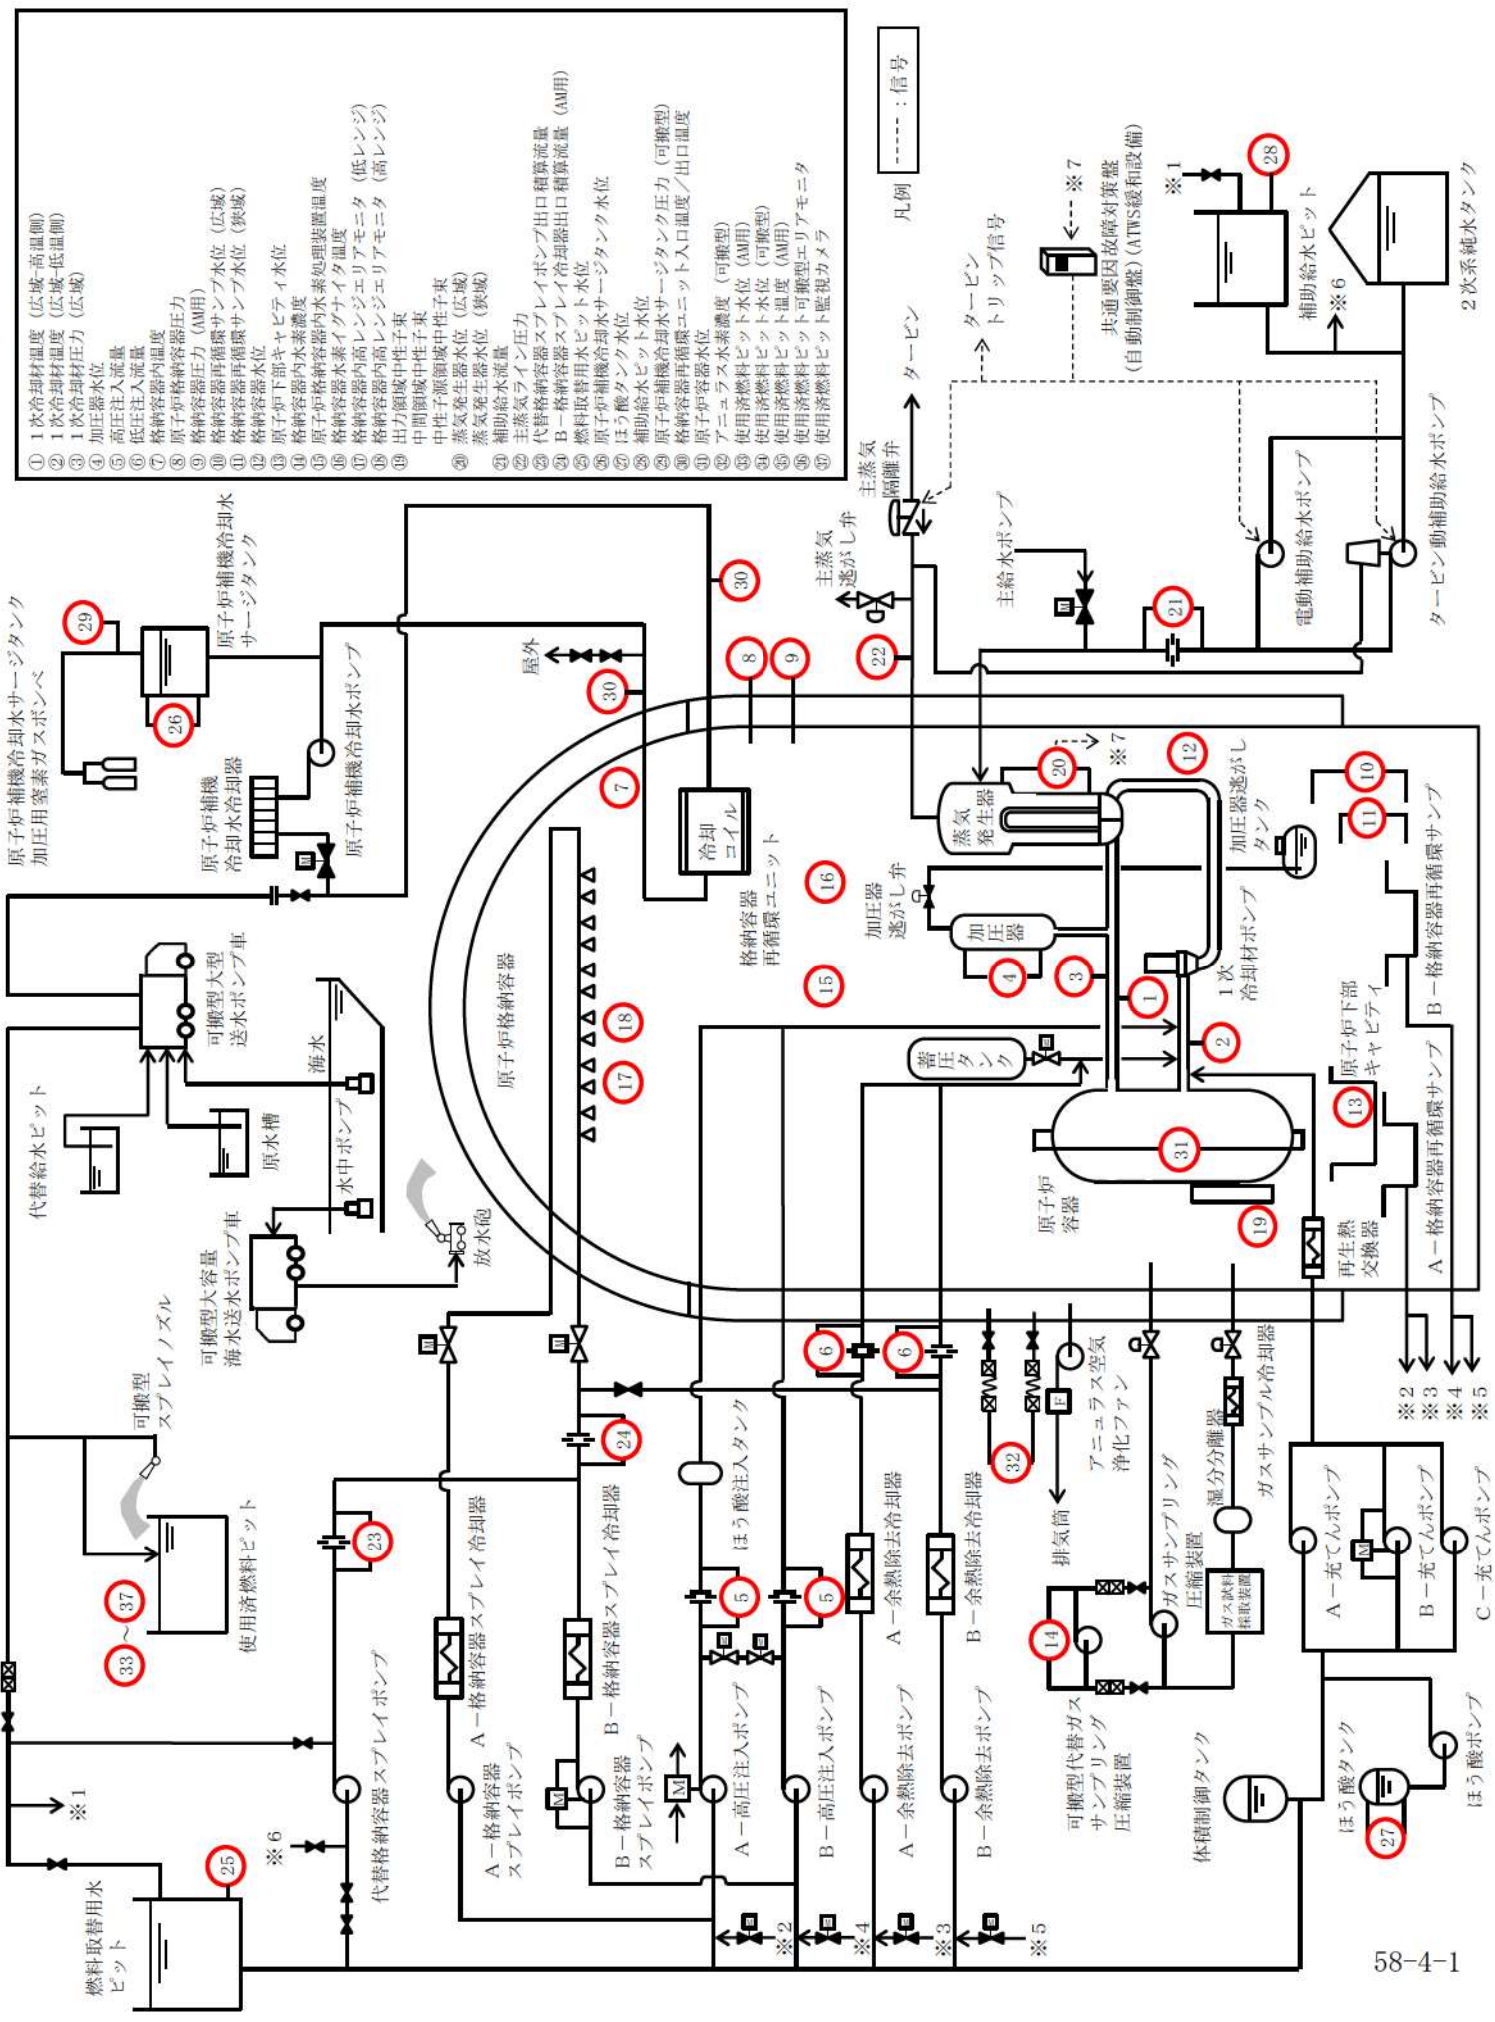 ① 1次冷却材温度 (広域-高温側)
② 1次冷却材温度 (広域-低温側)
③ 1次冷却材圧力 (広域)
④ 加圧器水位
⑤ 高圧注入流量
⑥ 低圧注入流量
⑦ 格納容器内温度
⑧ 原子炉格納容器圧力
⑨ 格納容器圧力 (AM用)
⑩ 格納容器再循環サンプ水位 (広域)
⑪ 格納容器再循環サンプ水位 (狭域)
⑫ 格納容器水位
⑬ 原子炉下部キャビティ水位
⑭ 格納容器内水素濃度
⑮ 原子炉格納容器内水素処理装置温度
⑯ 格納容器水素イグナイタ温度
⑰ 格納容器内高レンジエリアモニタ (低レンジ)
⑱ 格納容器内高レンジエリアモニタ (高レンジ)
⑲ 出力領域中性子束
中間領域中性子束
中性子源領域中性子束
⑳ 蒸気発生器水位 (広域)
蒸気発生器水位 (狭域)
㉑ 補助給水流量
㉒ 主蒸気ライン圧力
㉓ 代替格納容器スプレイポンプ出口積算流量
㉔ B-格納容器スプレイ冷却器出口積算流量 (AM用)
㉕ 燃料取替用水ピット水位
㉖ 原子炉補機冷却水サージタンク水位
㉗ ほう酸タンク水位
㉘ 補助給水ピット水位
㉙ 原子炉補機冷却水サージタンク圧力 (可搬型)
㉚ 格納容器再循環ユニット入口温度/出口温度
㉛ 原子炉容器水位
㉜ アニュラス水素濃度 (可搬型)
㉝ 使用済燃料ピット水位 (AM用)
㉞ 使用済燃料ピット水位 (可搬型)
㉟ 使用済燃料ピット温度 (AM用)
㊱ 使用済燃料ピット可搬型エリアモニタ
㊲ 使用済燃料ピット監視カメラ
凡例
:信号
原子炉補機冷却水サージタンク
加圧用窒素ガスボンベ
29
26
原子炉補機冷却水
サージタンク
原子炉補機
冷却水冷却器
M
原子炉補機冷却水ポンプ
屋外
30
30
可搬型大型
送水ポンプ車
代替給水ピット
原水槽
海水
水中ポンプ
可搬型大容量
海水送水ポンプ車
放水砲
可搬型
スプレイノズル
33
~
37
使用済燃料ピット
※1
燃料取替用水
ピット
25
※6
代替格納容器スプレイポンプ
23
24
A-格納容器スプレイ冷却器
B-格納容器スプレイ冷却器
A-格納容器
スプレイポンプ
B-格納容器
スプレイポンプ
M
M
M
M
原子炉格納容器
17
18
7
冷却
コイル
格納容器
再循環ユニット
15
16
8
9
A-高圧注入ポンプ
B-高圧注入ポンプ
5
5
ほう酸注入タンク
A-余熱除去ポンプ
B-余熱除去ポンプ
A-余熱除去冷却器
B-余熱除去冷却器
6
6
※2
※4
※3
※5
32
F
排気筒
アニュラス空気
浄化ファン
14
可搬型代替ガス
サンプリング
圧縮装置
ガスサンプリング
圧縮装置
湿分分離器
ガスサンプル冷却器
ガス試料
採取装置
体積制御タンク
ほう酸タンク
27
ほう酸ポンプ
M
A-充てんポンプ
B-充てんポンプ
C-充てんポンプ
再生熱
交換器
蓄圧
タンク
原子炉
容器
31
19
1
2
3
4
加圧器
加圧器
逃がし弁
1次
冷却材ポンプ
蒸気
発生器
20
※7
12
加圧器逃がし
タンク
10
11
13
原子炉下部
キャビティ
A-格納容器再循環サンプ
B-格納容器再循環サンプ
※2
※3
※4
※5
22
主蒸気
逃がし弁
主蒸気
隔離弁
タービン
タービン
トリップ信号
※7
共通要因故障対策盤
(自動制御盤)(ATWS緩和設備)
主給水ポンプ
M
21
電動補助給水ポンプ
タービン動補助給水ポンプ
※1
28
補助給水ピット
※6
2次系純水タンク
58-4-1